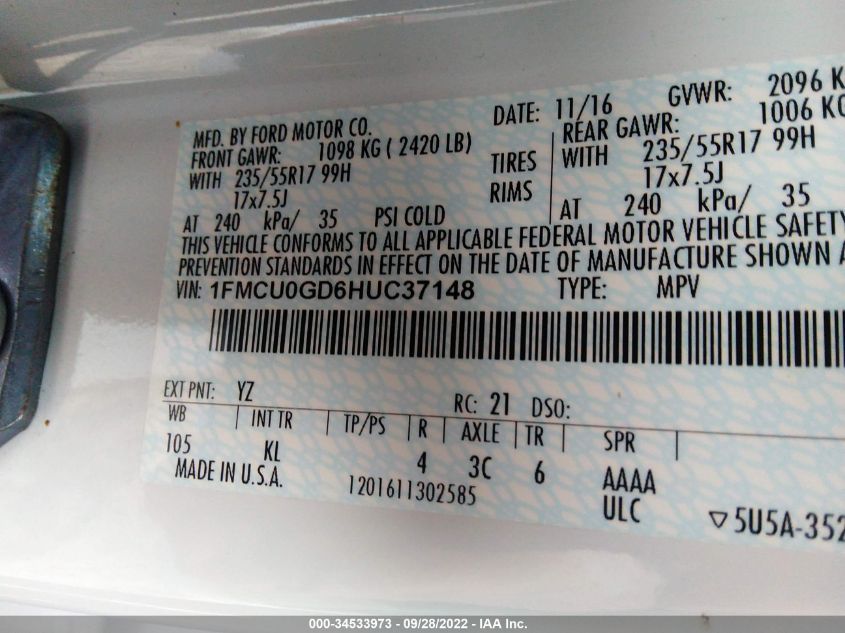 MFD. BY FORD MOTOR CO. DATE: 11/16 GVWR: 2096 K
FRONT GAWR: 1098 KG ( 2420 LB) REAR GAWR: 1006 KG
WITH 235/55R17 99H TIRES WITH 235/55R17 99H
17x7.5J RIMS 17x7.5J
AT 240 kPa/ 35 PSI COLD AT 240 kPa/ 35
THIS VEHICLE CONFORMS TO ALL APPLICABLE FEDERAL MOTOR VEHICLE SAFETY
PREVENTION STANDARDS IN EFFECT ON THE DATE OF MANUFACTURE SHOWN A
VIN: 1FMCU0GD6HUC37148 TYPE: MPV
EXT PNT: YZ RC: 21 DSO:
WB INT TR TP/PS R AXLE TR SPR
105 KL 4 3C 6 AAAA
MADE IN U.S.A. 1201611302585 ULC ▽5U5A-352
000-34533973 - 09/28/2022 - IAA Inc.